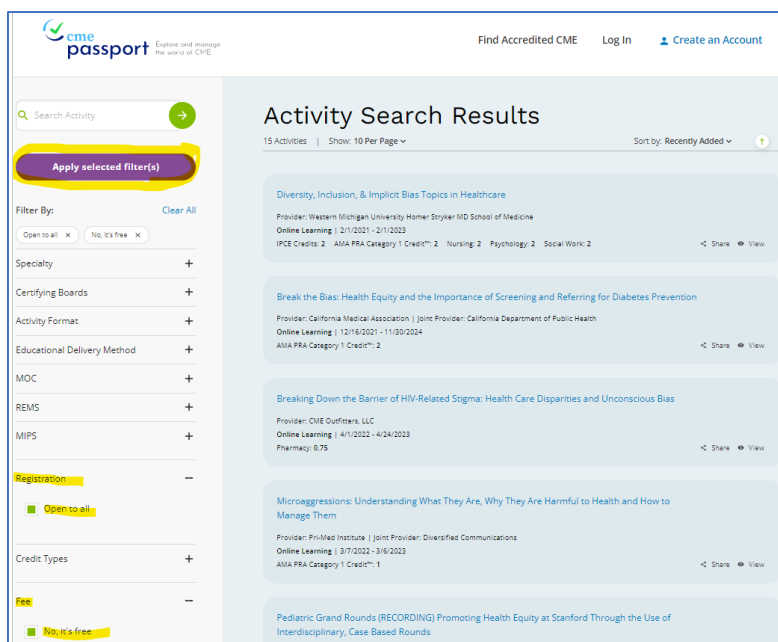 cme
passport
Explore and manage
the world of CME
Find Accredited CME
Log In
Create an Account
Search Activity
Apply selected filter(s)
Filter By:
Clear All
Open to all x
No, it's free x
Specialty +
Certifying Boards +
Activity Format +
Educational Delivery Method +
MOC +
REMS +
MIPS +
Registration −
Open to all
Credit Types +
Fee −
No, it's free
Activity Search Results
15 Activities | Show: 10 Per Page
Sort by: Recently Added
Diversity, Inclusion, & Implicit Bias Topics in Healthcare
Provider: Western Michigan University Homer Stryker MD School of Medicine
Online Learning | 2/1/2021 - 2/1/2023
IPCE Credits: 2 AMA PRA Category 1 Credit™: 2 Nursing: 2 Psychology: 2 Social Work: 2
Share View
Break the Bias: Health Equity and the Importance of Screening and Referring for Diabetes Prevention
Provider: California Medical Association | Joint Provider: California Department of Public Health
Online Learning | 12/16/2021 - 11/30/2024
AMA PRA Category 1 Credit™: 2
Share View
Breaking Down the Barrier of HIV-Related Stigma: Health Care Disparities and Unconscious Bias
Provider: CME Outfitters, LLC
Online Learning | 4/1/2022 - 4/24/2023
Pharmacy: 0.75
Share View
Microaggressions: Understanding What They Are, Why They Are Harmful to Health and How to
Manage Them
Provider: Pri-Med Institute | Joint Provider: Diversified Communications
Online Learning | 3/7/2022 - 3/6/2023
AMA PRA Category 1 Credit™: 1
Share View
Pediatric Grand Rounds (RECORDING) Promoting Health Equity at Stanford Through the Use of
Interdisciplinary, Case Based Rounds